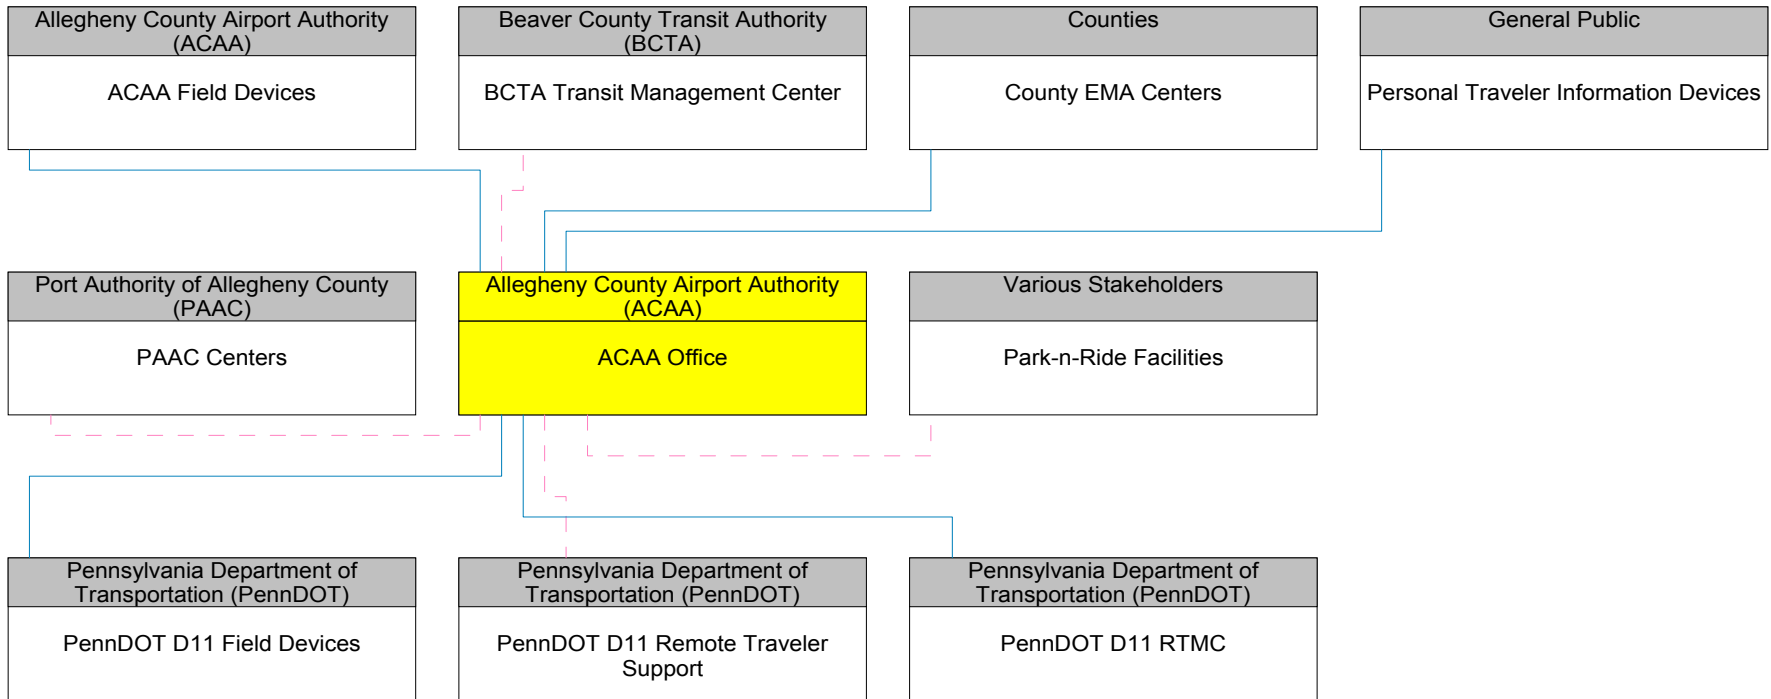 Allegheny County Airport Authority
(ACAA)
ACAA Field Devices
Beaver County Transit Authority
(BCTA)
BCTA Transit Management Center
Counties
County EMA Centers
General Public
Personal Traveler Information Devices
Port Authority of Allegheny County
(PAAC)
PAAC Centers
Allegheny County Airport Authority
(ACAA)
ACAA Office
Various Stakeholders
Park-n-Ride Facilities
Pennsylvania Department of
Transportation (PennDOT)
PennDOT D11 Field Devices
Pennsylvania Department of
Transportation (PennDOT)
PennDOT D11 Remote Traveler
Support
Pennsylvania Department of
Transportation (PennDOT)
PennDOT D11 RTMC